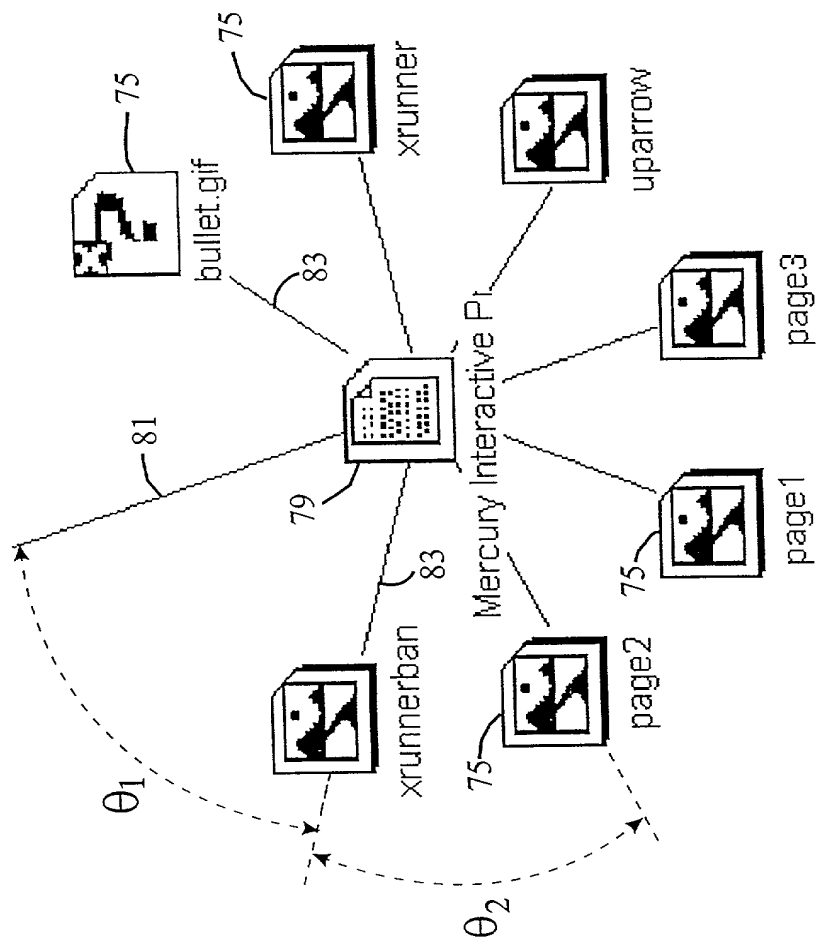 θ1
81
75
75
bullet.gif
79
83
xrunnerban
xrunner
83
θ2
75
Mercury Interactive Pr
75
page2
uparrow
page1
page3